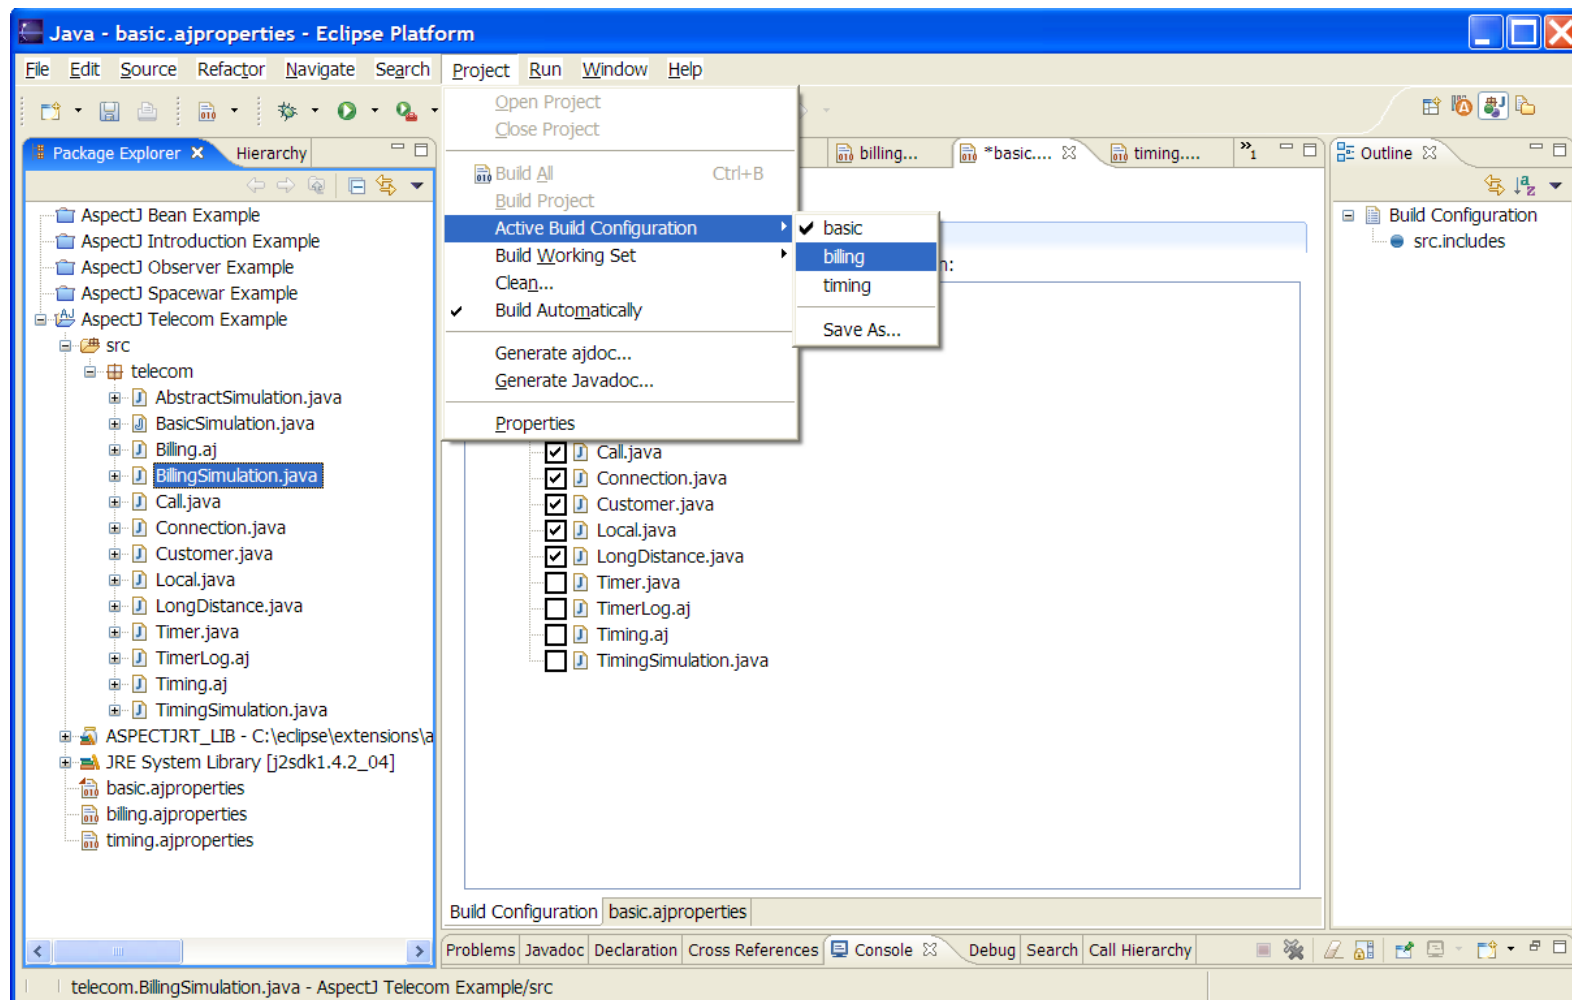 Java - basic.ajproperties - Eclipse Platform
File Edit Source Refactor Navigate Search Project Run Window Help
Package Explorer Hierarchy
AspectJ Bean Example
AspectJ Introduction Example
AspectJ Observer Example
AspectJ Spacewar Example
AspectJ Telecom Example
src
telecom
AbstractSimulation.java
BasicSimulation.java
Billing.aj
BillingSimulation.java
Call.java
Connection.java
Customer.java
Local.java
LongDistance.java
Timer.java
TimerLog.aj
Timing.aj
TimingSimulation.java
ASPECTJRT_LIB - C:\eclipse\extensions\a
JRE System Library [j2sdk1.4.2_04]
basic.ajproperties
billing.ajproperties
timing.ajproperties
Open Project
Close Project
Build All Ctrl+B
Build Project
Active Build Configuration
Build Working Set
Clean...
Build Automatically
Generate ajdoc...
Generate Javadoc...
Properties
basic
billing
timing
Save As...
billing... *basic.... timing.... »1
n:
Call.java
Connection.java
Customer.java
Local.java
LongDistance.java
Timer.java
TimerLog.aj
Timing.aj
TimingSimulation.java
Build Configuration basic.ajproperties
Outline
Build Configuration
src.includes
Problems Javadoc Declaration Cross References Console Debug Search Call Hierarchy
telecom.BillingSimulation.java - AspectJ Telecom Example/src